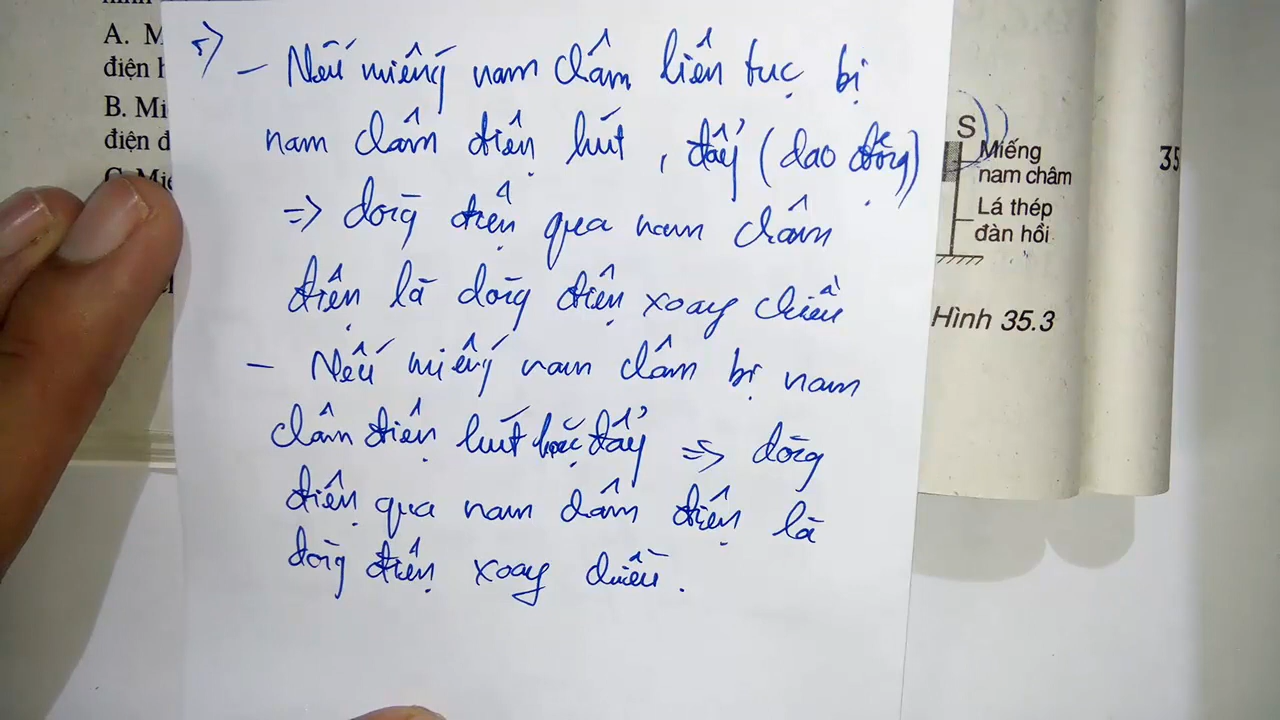 A. M
điện h
B. Mi
điện đ
C. Miế
5) - Nếu miếng nam châm liên tục bị
nam châm điện hút, đẩy (dao động)
=> dòng điện qua nam châm
điện là dòng điện xoay chiều
- Nếu miếng nam châm bị nam
châm điện hút hoặc đẩy => dòng
điện qua nam châm điện là
dòng điện xoay chiều.
S
Miếng
nam châm
Lá thép
đàn hồi
Hình 35.3
35